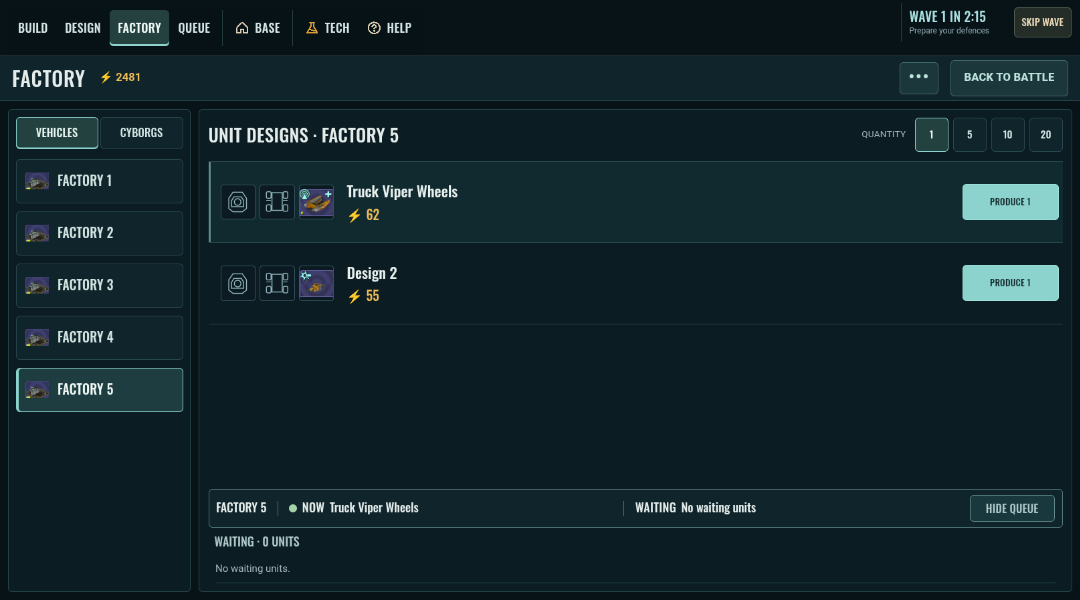 BUILD DESIGN FACTORY QUEUE BASE TECH HELP
WAVE 1 IN 2:15
Prepare your defences
SKIP WAVE
FACTORY 2481
BACK TO BATTLE
VEHICLES CYBORGS
FACTORY 1
FACTORY 2
FACTORY 3
FACTORY 4
FACTORY 5
UNIT DESIGNS · FACTORY 5
QUANTITY 1 5 10 20
Truck Viper Wheels
62
PRODUCE 1
Design 2
55
PRODUCE 1
FACTORY 5 NOW Truck Viper Wheels WAITING No waiting units HIDE QUEUE
WAITING · 0 UNITS
No waiting units.